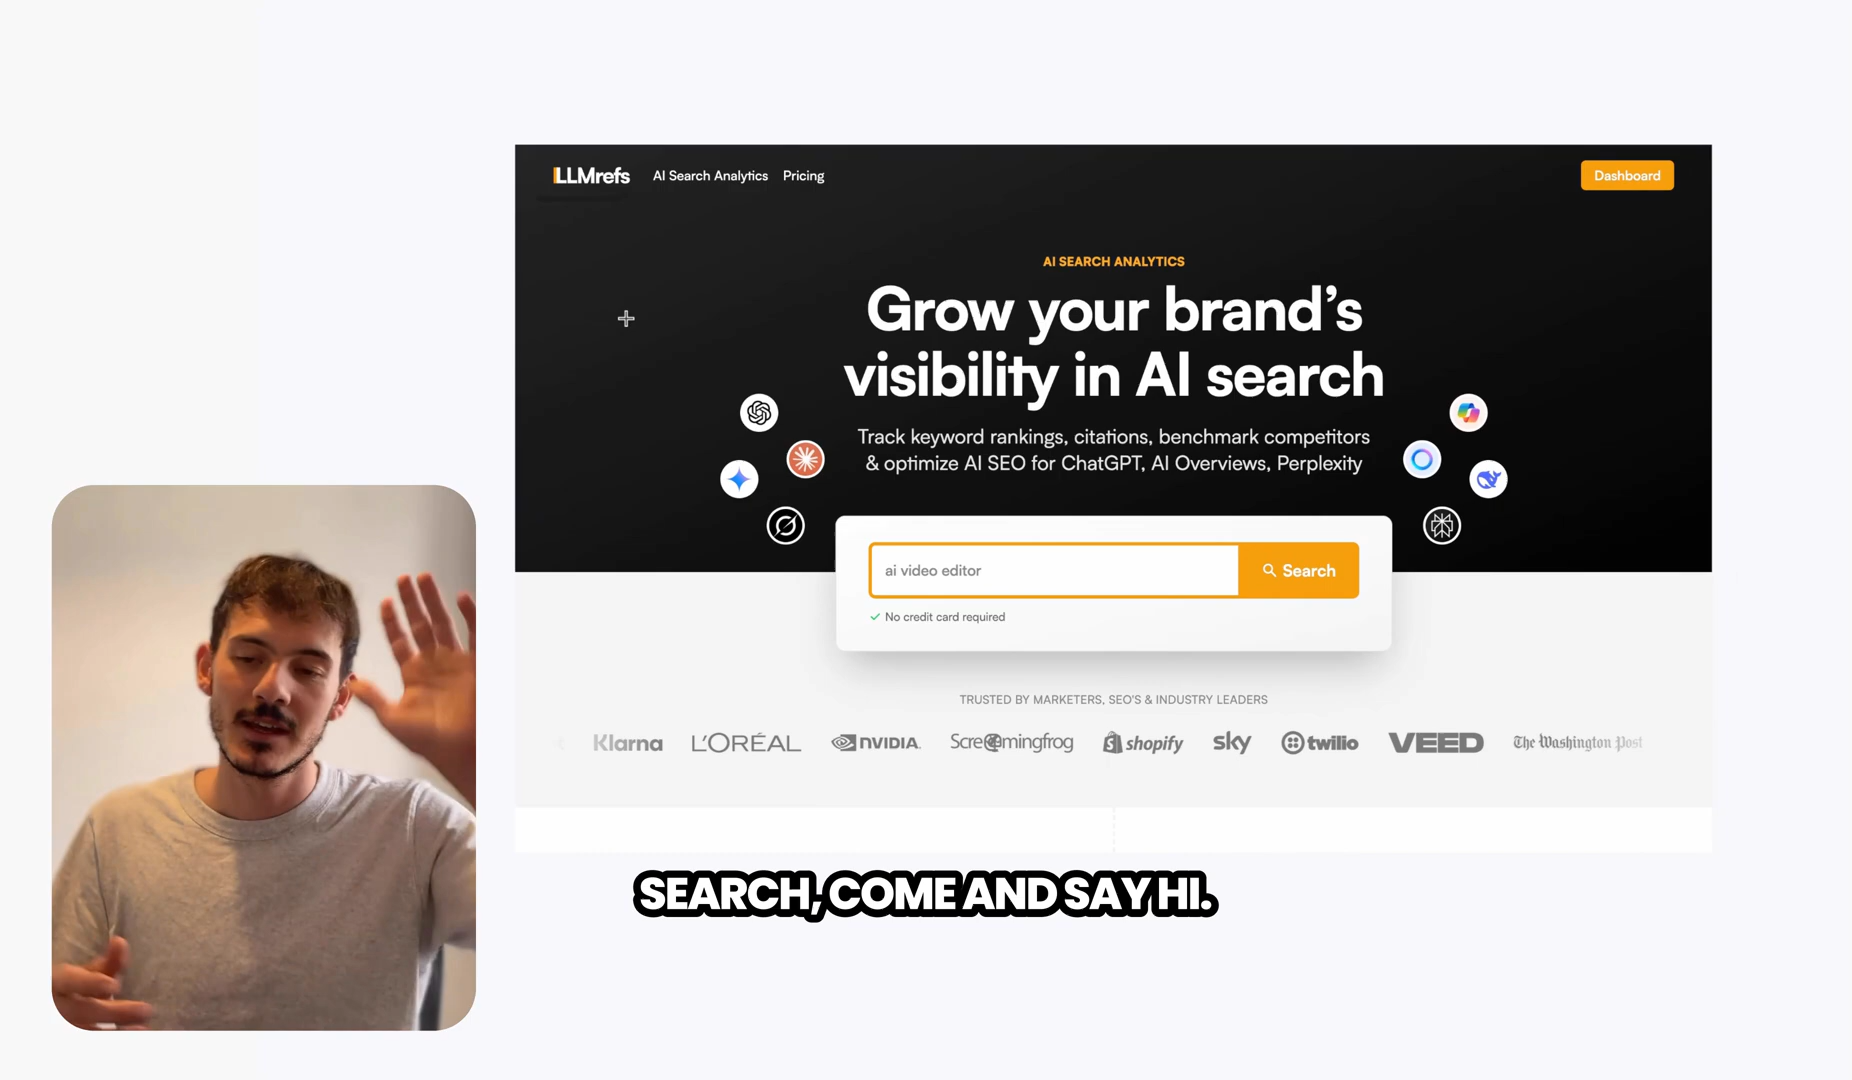 LLMrefs AI Search Analytics Pricing Dashboard
AI SEARCH ANALYTICS
Grow your brand's
visibility in AI search
Track keyword rankings, citations, benchmark competitors
& optimize AI SEO for ChatGPT, AI Overviews, Perplexity
ai video editor Search
No credit card required
TRUSTED BY MARKETERS, SEO'S & INDUSTRY LEADERS
Klarna L'ORÉAL NVIDIA Screamingfrog shopify sky twilio VEED The Washington Post
SEARCH, COME AND SAY HI.